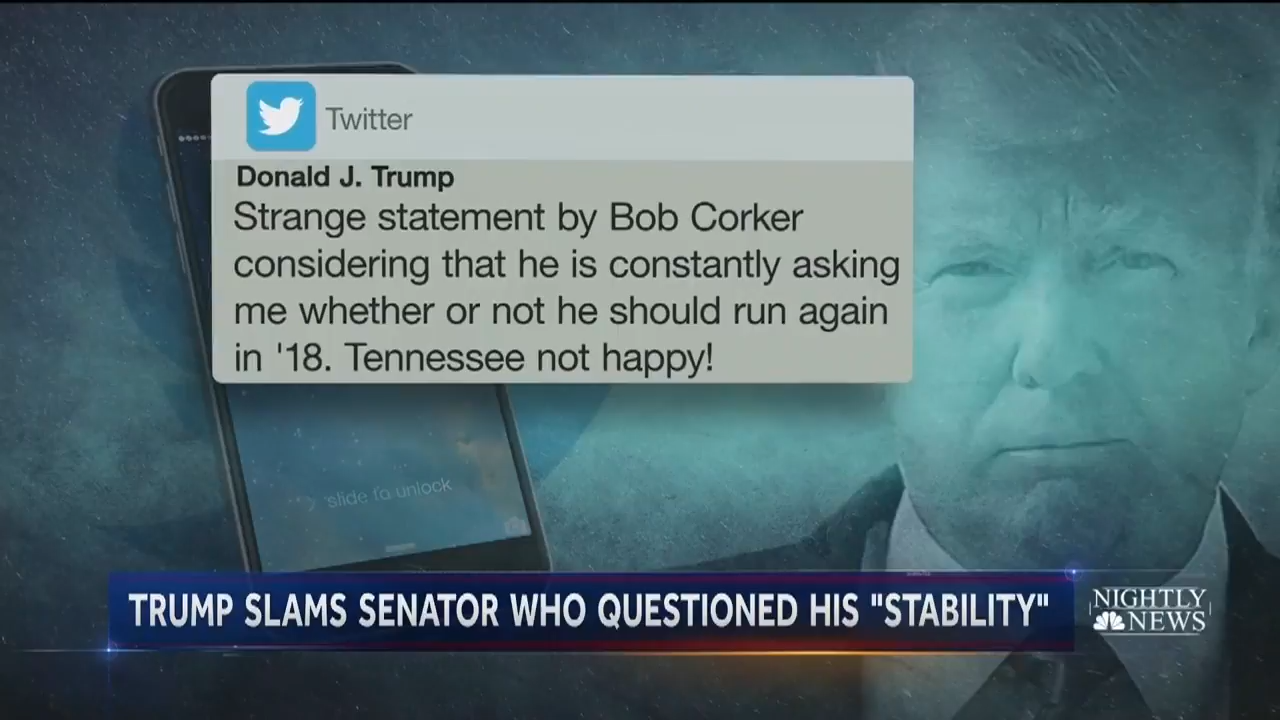 Twitter
Donald J. Trump
Strange statement by Bob Corker
considering that he is constantly asking
me whether or not he should run again
in '18. Tennessee not happy!
slide to unlock
TRUMP SLAMS SENATOR WHO QUESTIONED HIS "STABILITY"
NIGHTLY
NEWS